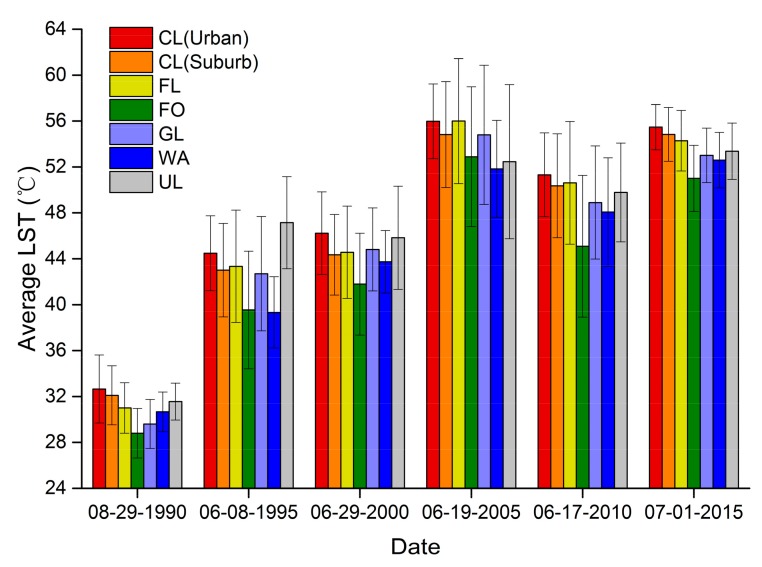 64
60
56
52
48
44
40
36
32
28
24
Average LST (℃)
CL(Urban)
CL(Suburb)
FL
FO
GL
WA
UL
08-29-1990 06-08-1995 06-29-2000 06-19-2005 06-17-2010 07-01-2015
Date